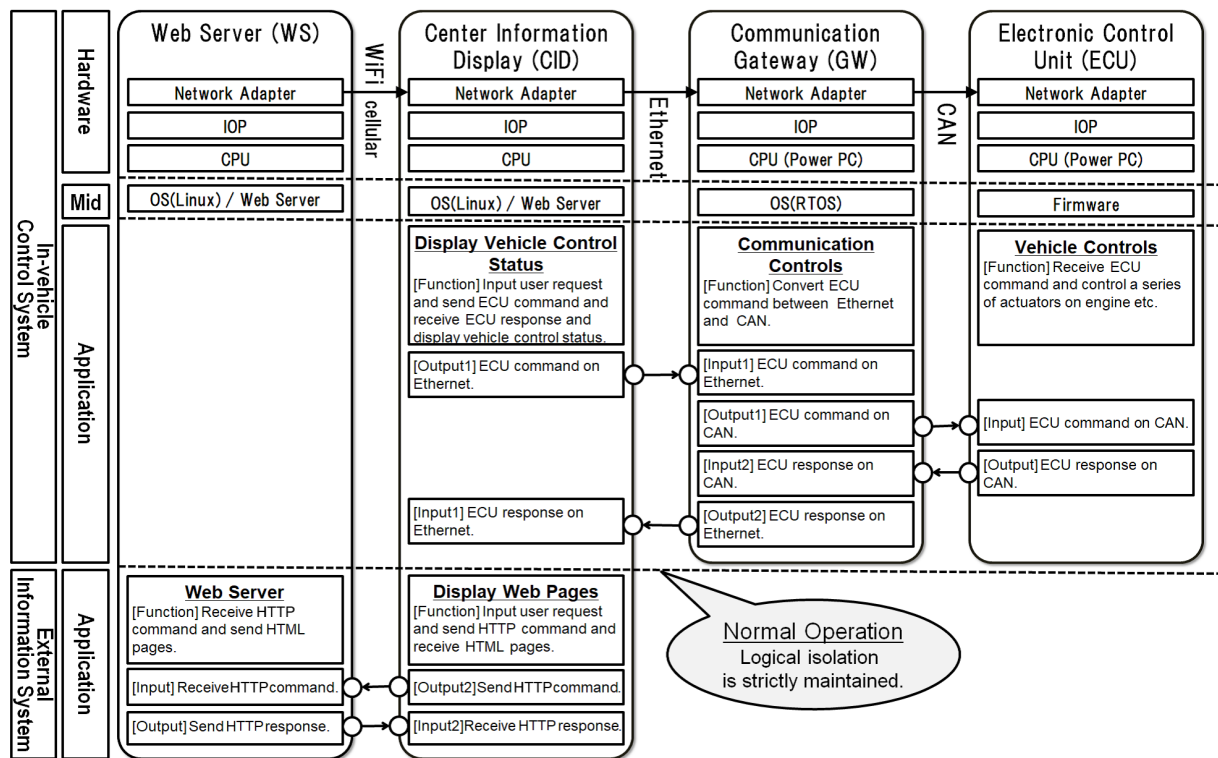 In-vehicle
Control System
External
Information System
Hardware
Mid
Application
Application
Web Server (WS)
Network Adapter
IOP
CPU
OS(Linux) / Web Server
Web Server
[Function] Receive HTTP
command and send HTML
pages.
[Input] Receive HTTP command.
[Output] Send HTTP response.
WiFi
cellular
Center Information
Display (CID)
Network Adapter
IOP
CPU
OS(Linux) / Web Server
Display Vehicle Control
Status
[Function] Input user request
and send ECU command and
receive ECU response and
display vehicle control status.
[Output1] ECU command on
Ethernet.
[Input1] ECU response on
Ethernet.
Display Web Pages
[Function] Input user request
and send HTTP command and
receive HTML pages.
[Output2] Send HTTP command.
[Input2] Receive HTTP response.
Ethernet
Communication
Gateway (GW)
Network Adapter
IOP
CPU (Power PC)
OS(RTOS)
Communication
Controls
[Function] Convert ECU
command between Ethernet
and CAN.
[Input1] ECU command on
Ethernet.
[Output1] ECU command on
CAN.
[Input2] ECU response on
CAN.
[Output2] ECU response on
Ethernet.
CAN
Electronic Control
Unit (ECU)
Network Adapter
IOP
CPU (Power PC)
Firmware
Vehicle Controls
[Function] Receive ECU
command and control a series
of actuators on engine etc.
[Input] ECU command on CAN.
[Output] ECU response on
CAN.
Normal Operation
Logical isolation
is strictly maintained.